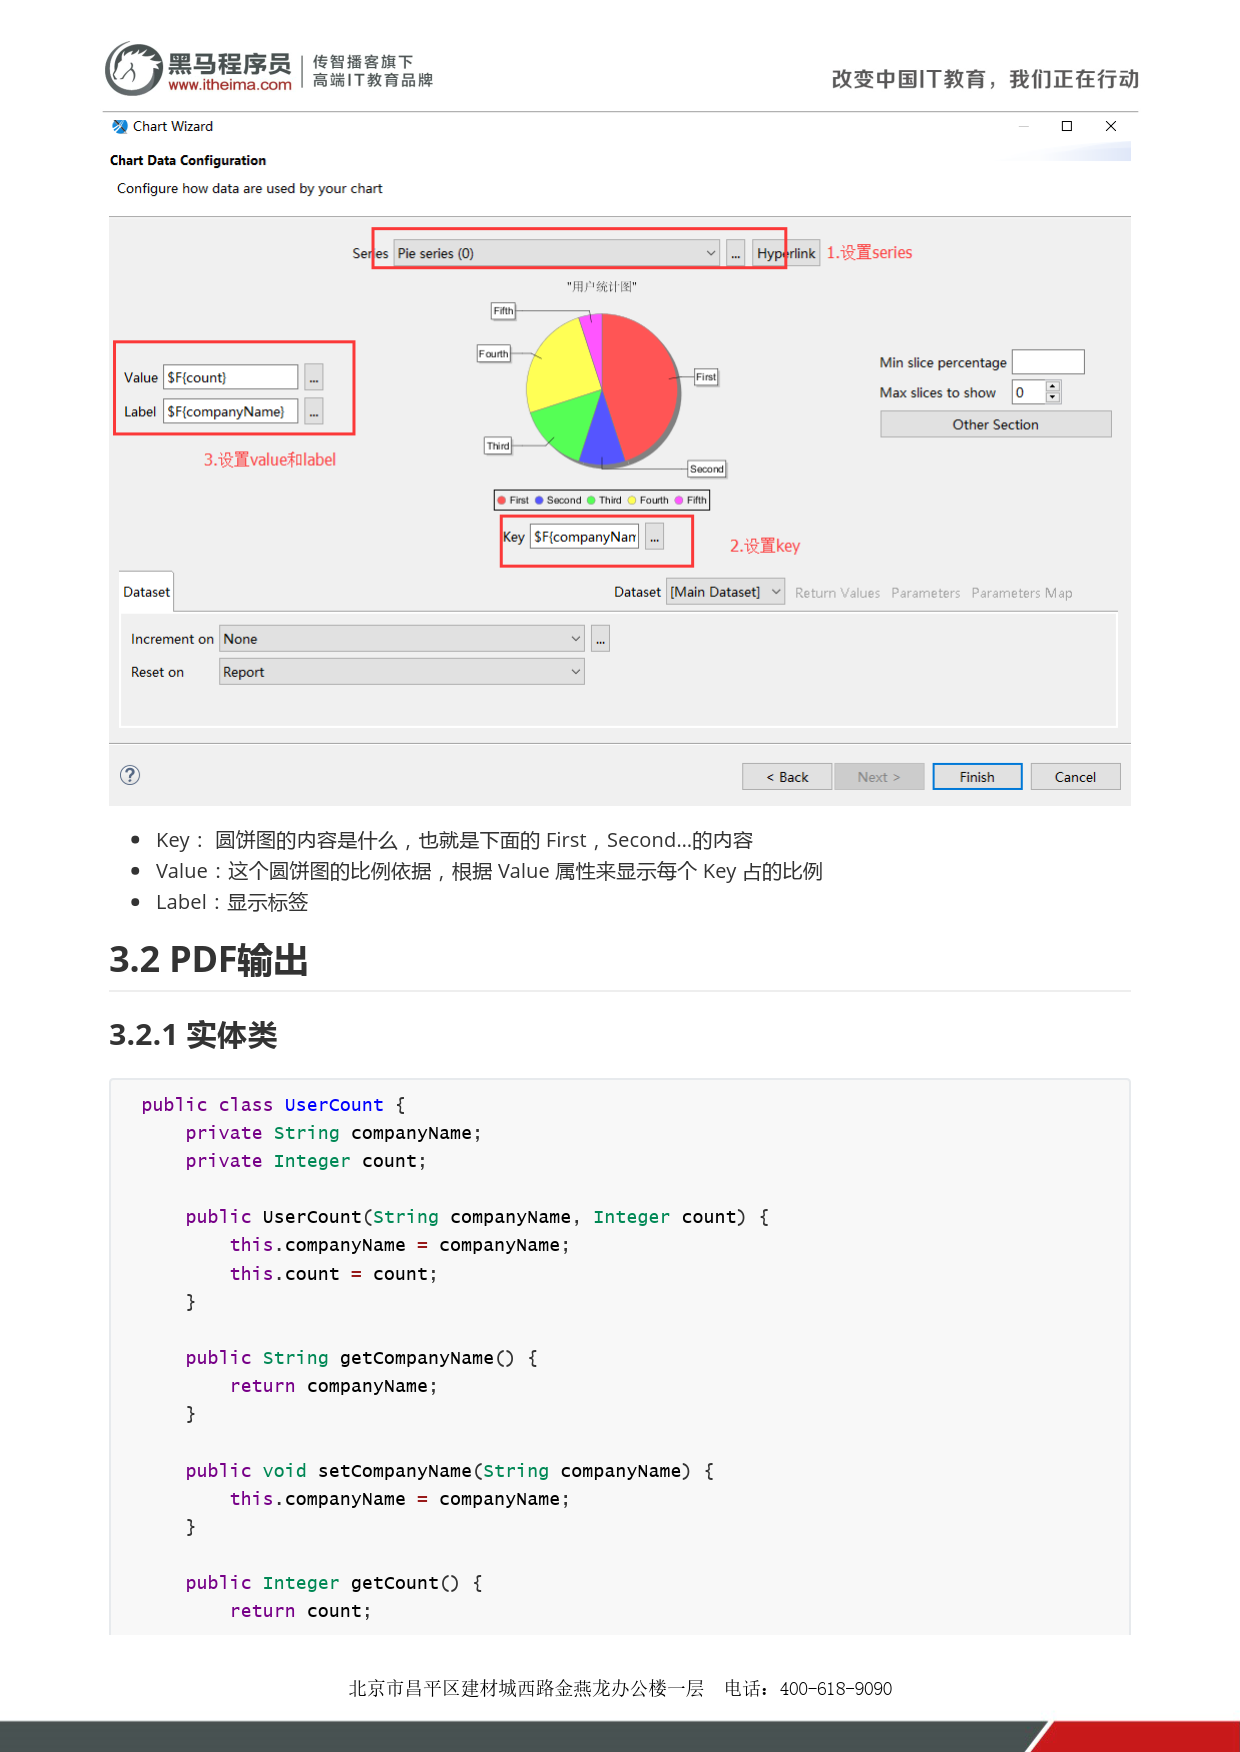 黑马程序员
www.itheima.com
传智播客旗下
高端IT教育品牌
改变中国IT教育，我们正在行动
Chart Wizard
Chart Data Configuration
Configure how data are used by your chart
Series Pie series (0) ... Hyperlink 1.设置series
"用户统计图"
Fifth
Fourth
First
Third
Second
Value $F{count} ...
Label $F{companyName} ...
3.设置value和label
Min slice percentage
Max slices to show 0
Other Section
First Second Third Fourth Fifth
Key $F{companyNam ...
2.设置key
Dataset
Dataset [Main Dataset] Return Values Parameters Parameters Map
Increment on None ...
Reset on Report
< Back Next > Finish Cancel
Key： 圆饼图的内容是什么，也就是下面的 First，Second...的内容
Value：这个圆饼图的比例依据，根据 Value 属性来显示每个 Key 占的比例
Label：显示标签
3.2 PDF输出
3.2.1 实体类
public class UserCount {
    private String companyName;
    private Integer count;
    public UserCount(String companyName, Integer count) {
        this.companyName = companyName;
        this.count = count;
    }
    public String getCompanyName() {
        return companyName;
    }
    public void setCompanyName(String companyName) {
        this.companyName = companyName;
    }
    public Integer getCount() {
        return count;
北京市昌平区建材城西路金燕龙办公楼一层 电话：400-618-9090